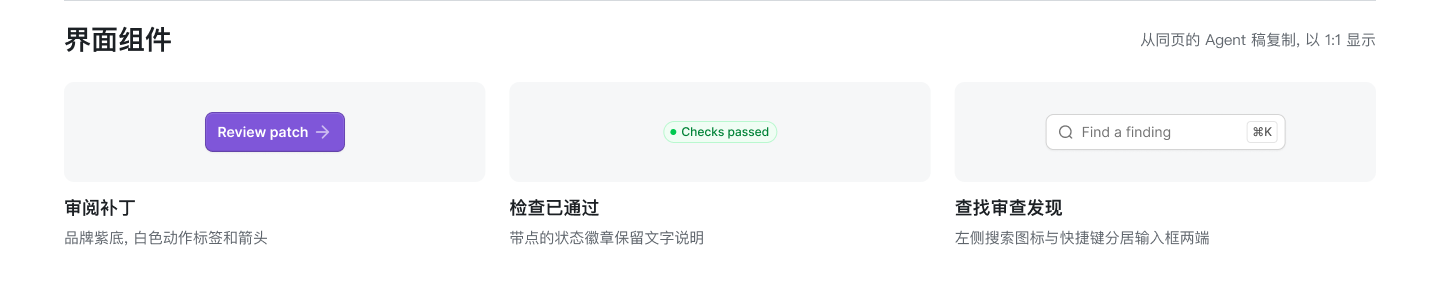 界面组件
从同页的 Agent 稿复制, 以 1:1 显示
Review patch
Checks passed
Find a finding
⌘K
审阅补丁
检查已通过
查找审查发现
品牌紫底, 白色动作标签和箭头
带点的状态徽章保留文字说明
左侧搜索图标与快捷键分居输入框两端